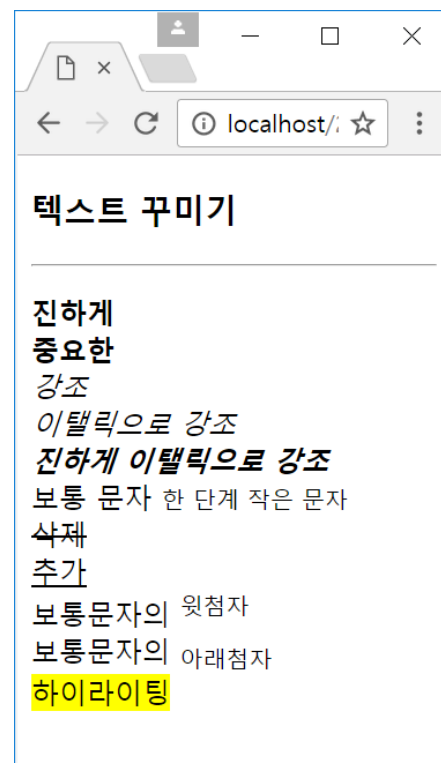 localhost/
텍스트 꾸미기
진하게
중요한
강조
이탤릭으로 강조
진하게 이탤릭으로 강조
보통 문자 한 단계 작은 문자
삭제
추가
보통문자의 윗첨자
보통문자의 아래첨자
하이라이팅